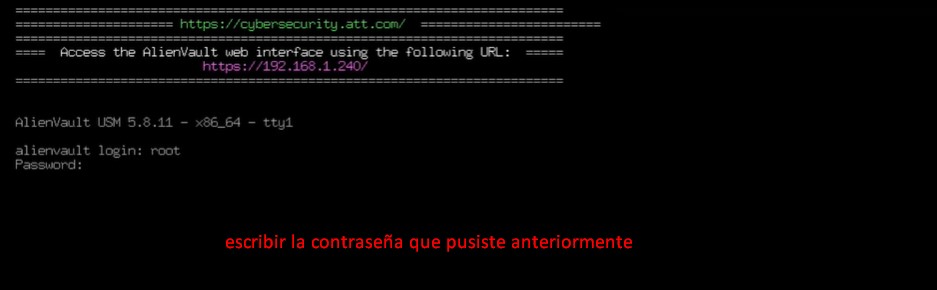 =========================================================================
===================== https://cybersecurity.att.com/ ========================
=========================================================================
==== Access the AlienVault web interface using the following URL: =====
https://192.168.1.240/
=========================================================================
AlienVault USM 5.8.11 - x86_64 - tty1
alienvault login: root
Password:
escribir la contraseña que pusiste anteriormente